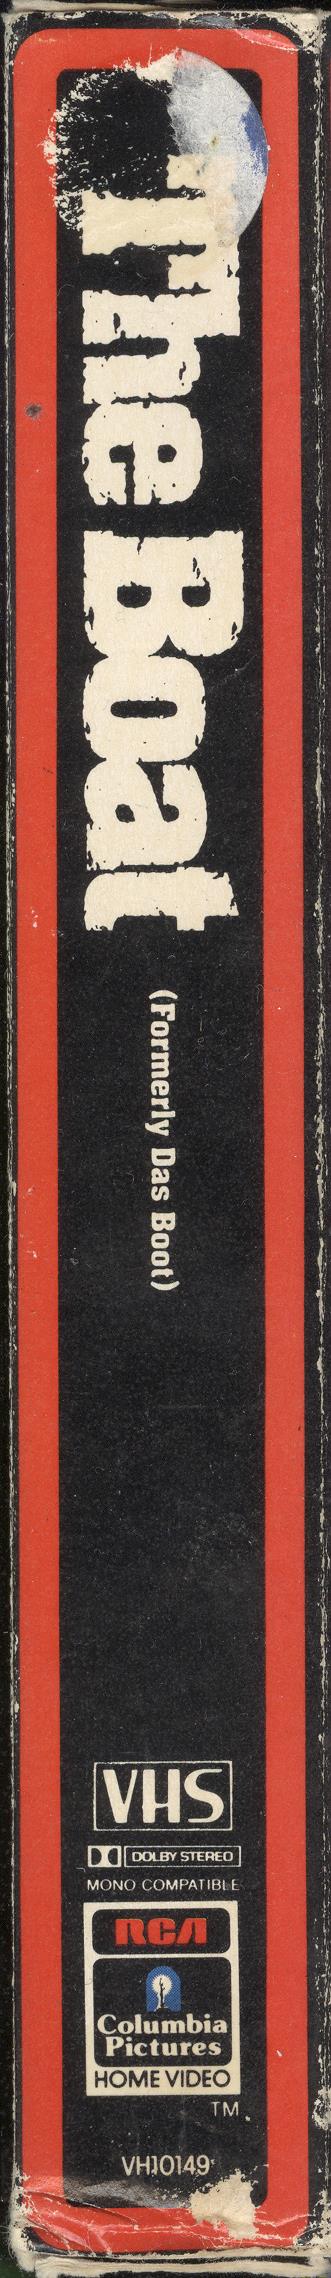 The Boat
(Formerly Das Boot)
VHS
DOLBY STEREO
MONO COMPATIBLE
RCA
Columbia
Pictures
HOME VIDEO
TM
VH10149